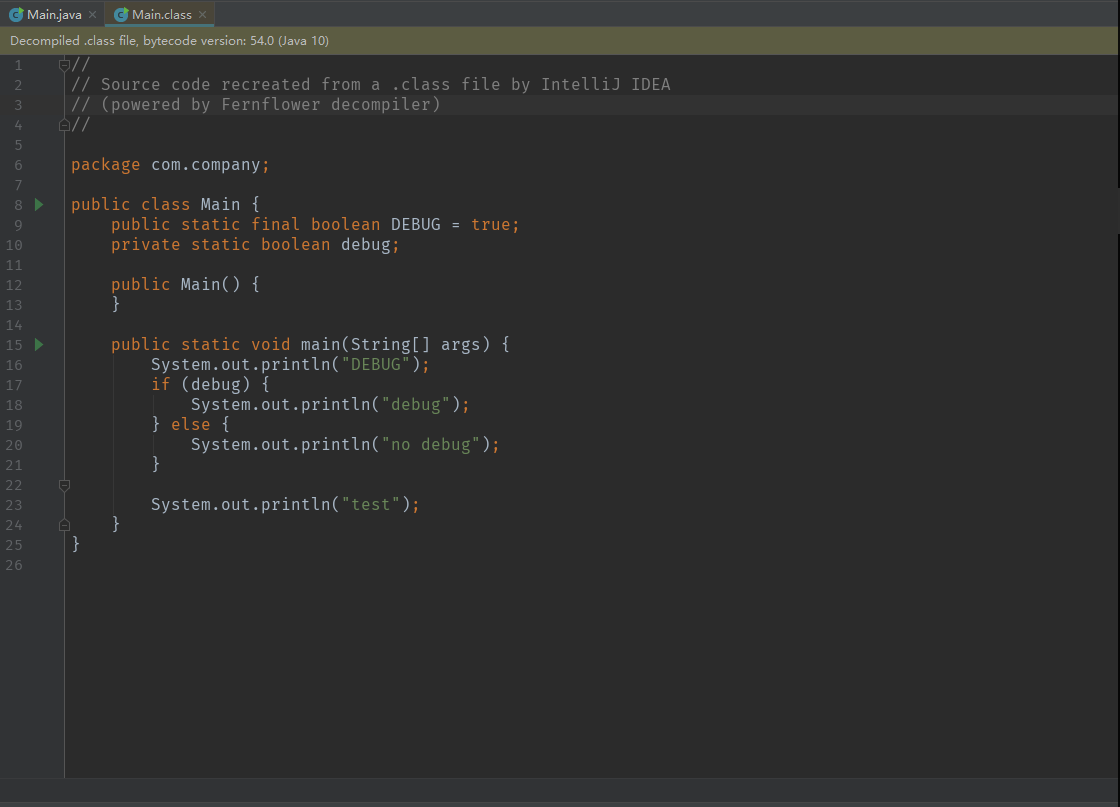 Main.java Main.class
Decompiled .class file, bytecode version: 54.0 (Java 10)
1 //
2 // Source code recreated from a .class file by IntelliJ IDEA
3 // (powered by Fernflower decompiler)
4 //
5
6 package com.company;
7
8 public class Main {
9     public static final boolean DEBUG = true;
10     private static boolean debug;
11
12     public Main() {
13     }
14
15     public static void main(String[] args) {
16         System.out.println("DEBUG");
17         if (debug) {
18             System.out.println("debug");
19         } else {
20             System.out.println("no debug");
21         }
22
23         System.out.println("test");
24     }
25 }
26